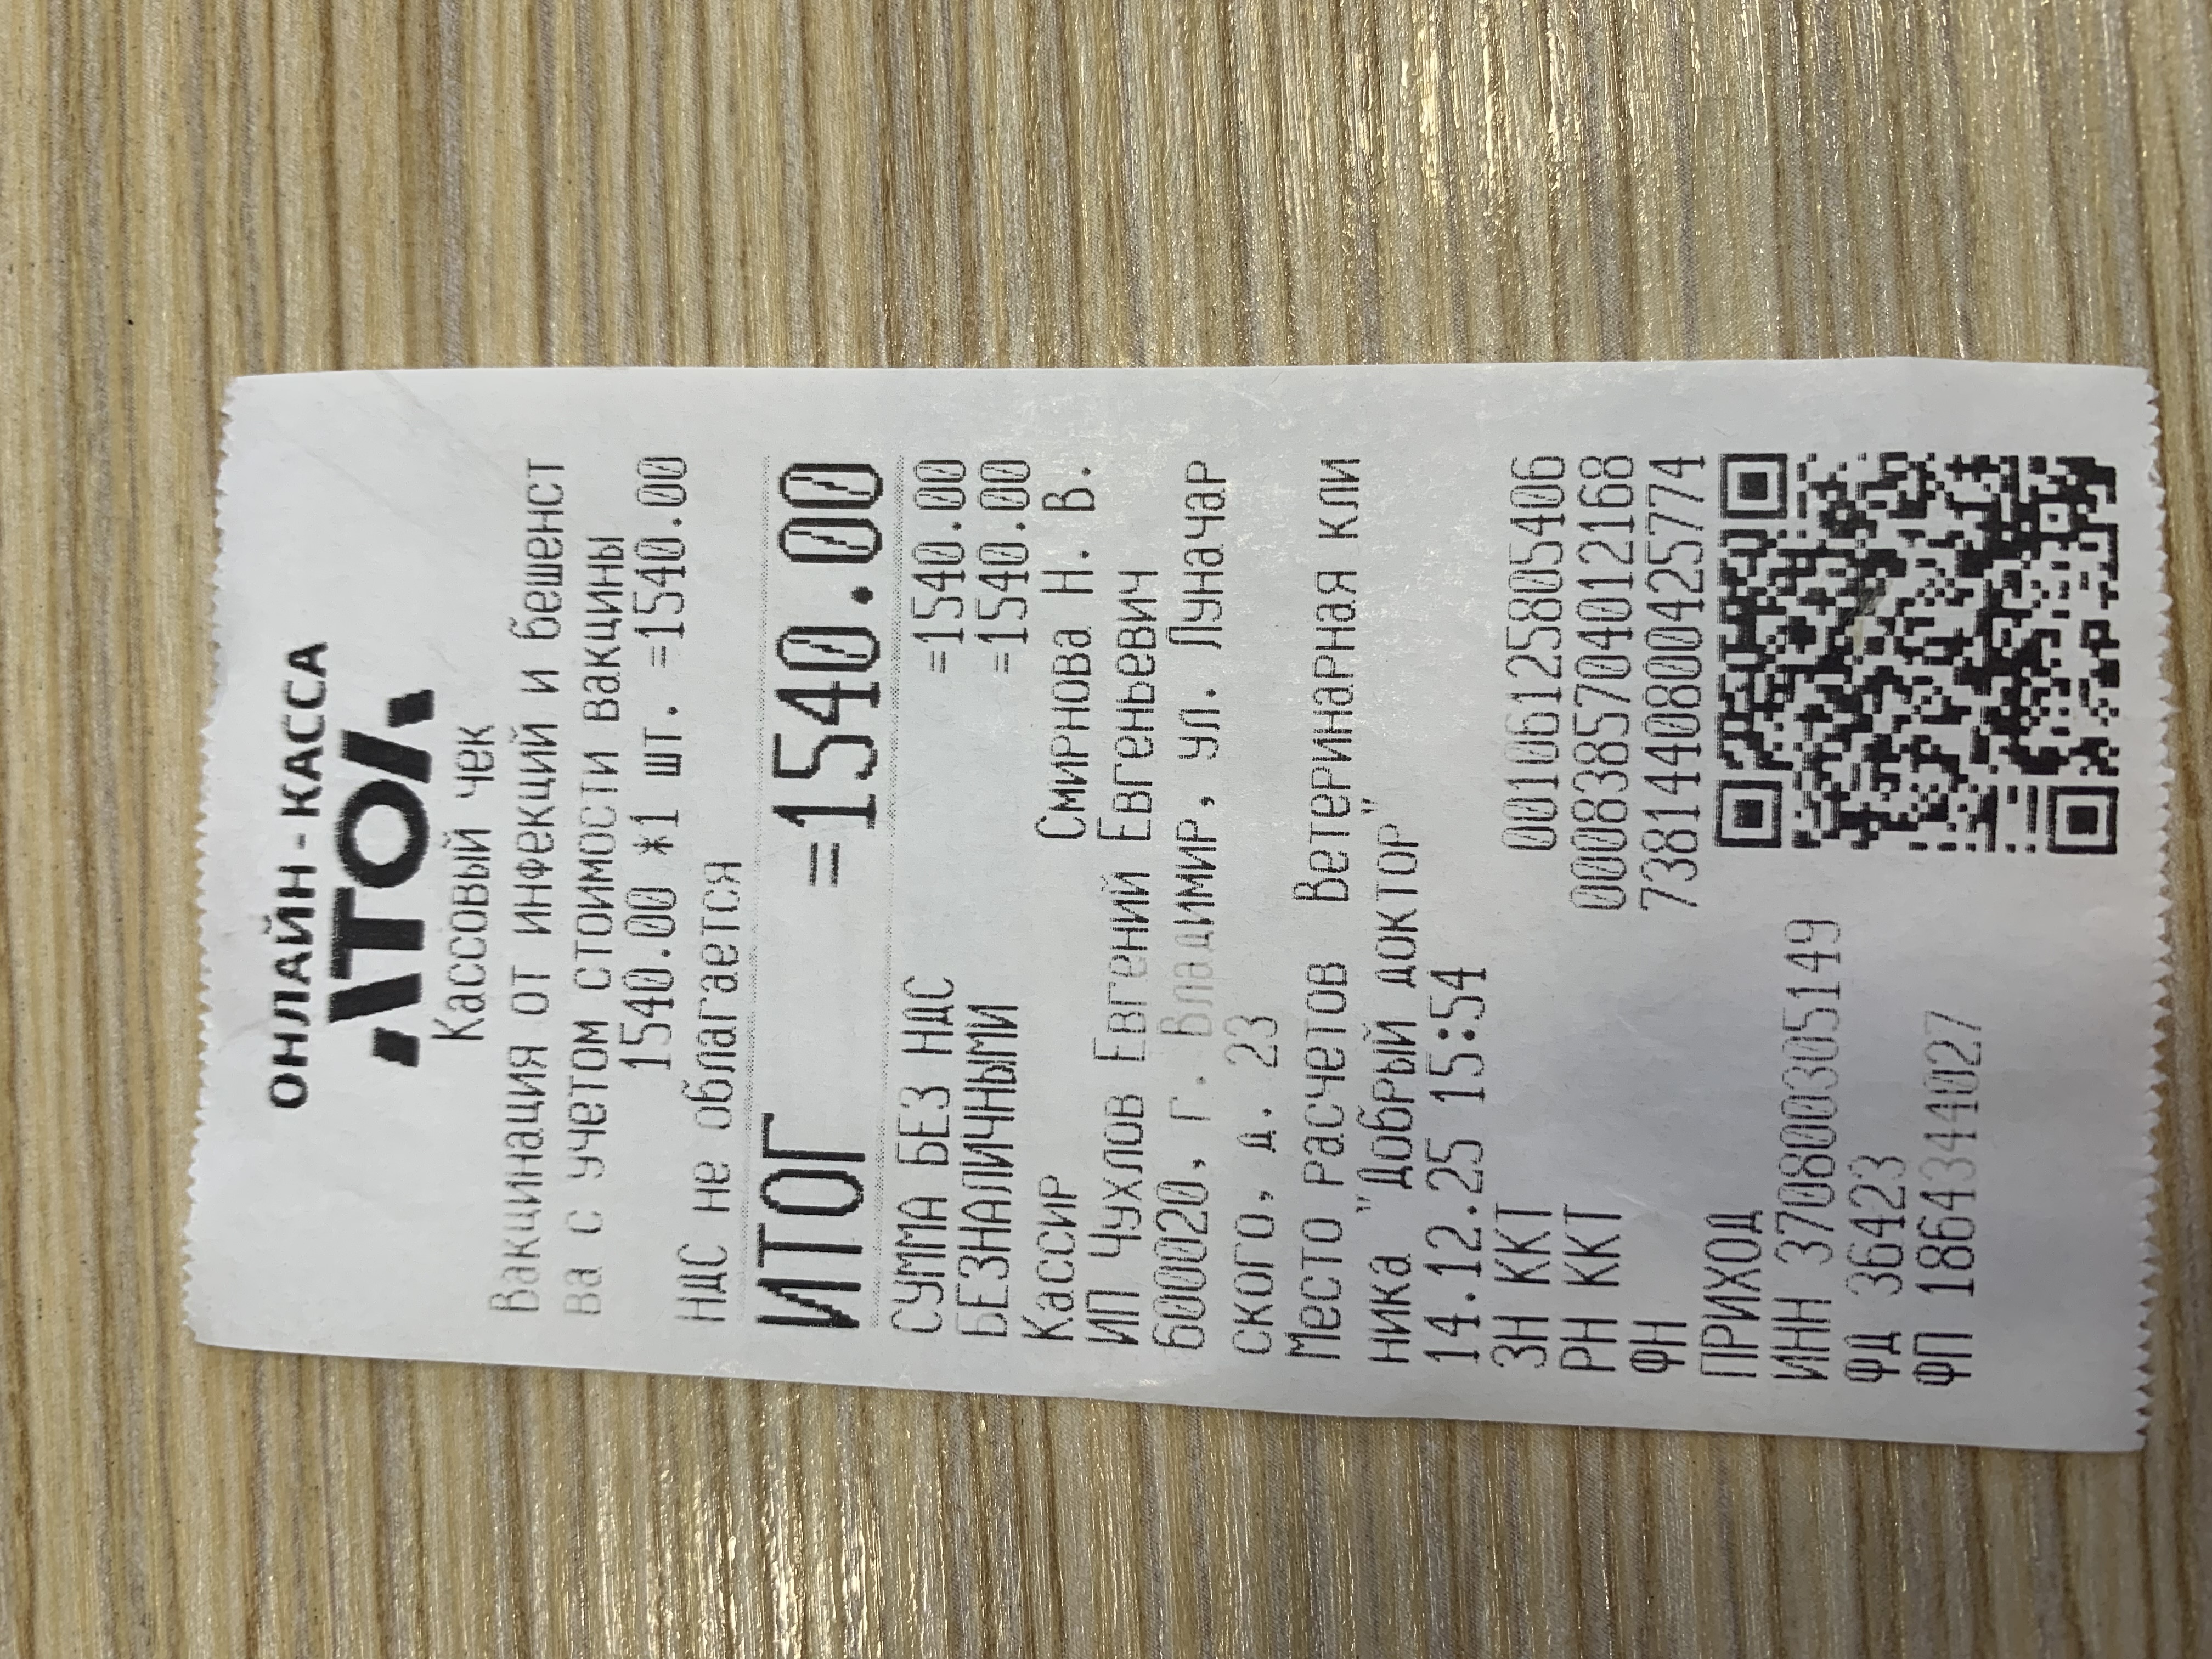 ОНЛАЙН-КАССА
АТОЛ
Кассовый чек
Вакцинация от инфекций и бешенст
ва с учетом стоимости вакцины
1540.00 *1 шт. =1540.00
НДС не облагается
ИТОГ =1540.00
СУММА БЕЗ НДС =1540.00
БЕЗНАЛИЧНЫМИ =1540.00
Кассир Смирнова Н. В.
ИП Чухлов Евгений Евгеньевич
600020, г. Владимир, ул. Луначар
ского, д. 23
Место расчетов Ветеринарная кли
ника "Добрый доктор"
14.12.25 15:54
ЗН ККТ 00106125805406
РН ККТ 0008385704012168
ФН 7381440800425774
ПРИХОД
ИНН 370800305149
ФД 36423
ФП 1864344027